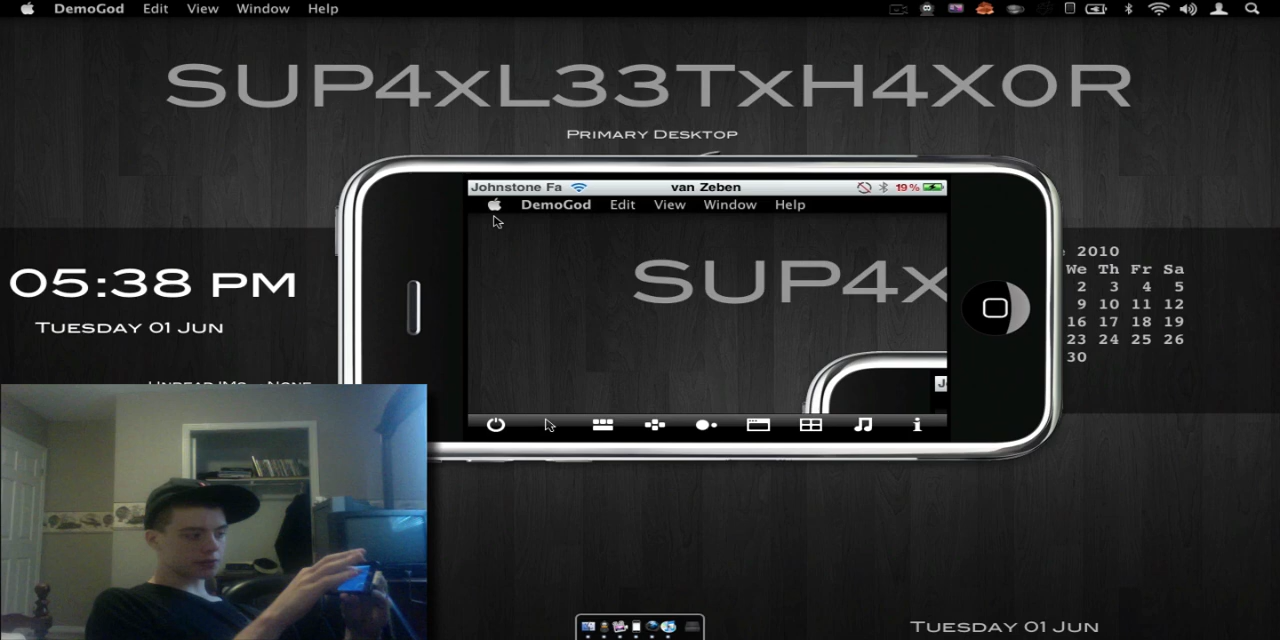 DemoGod Edit View Window Help
SUP4xL33TxH4X0R
Primary Desktop
Johnstone Fa van Zeben 19%
DemoGod Edit View Window Help
SUP4x
05:38 PM
Tuesday 01 Jun
2010
We Th Fr Sa
2 3 4 5
9 10 11 12
16 17 18 19
23 24 25 26
30
Tuesday 01 Jun